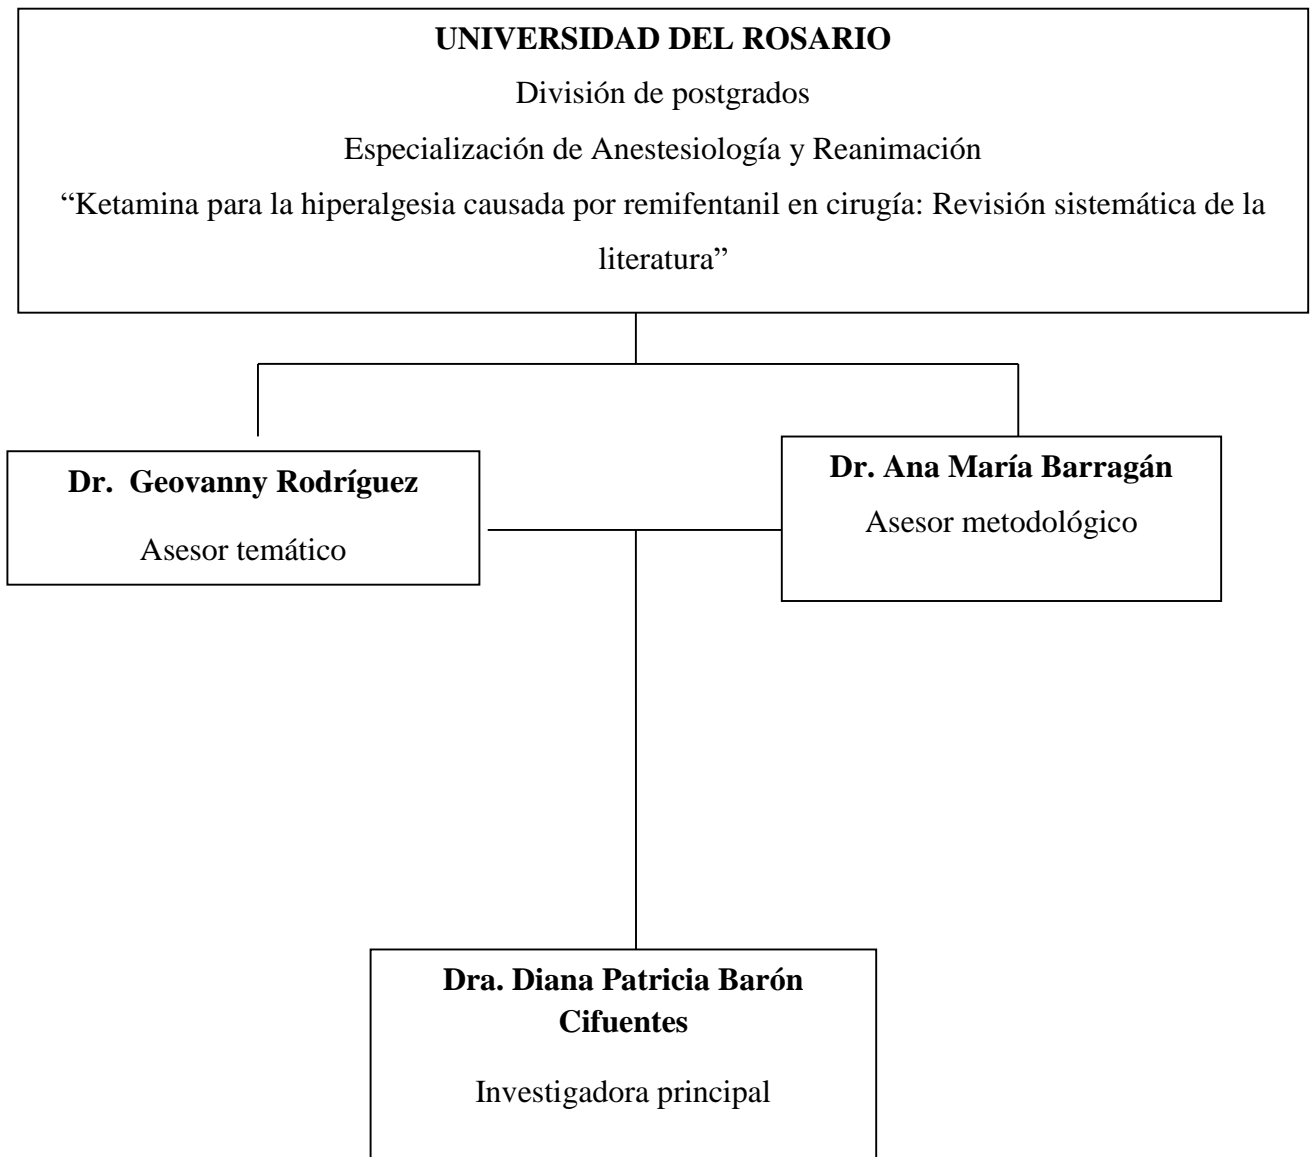 UNIVERSIDAD DEL ROSARIO
División de postgrados
Especialización de Anestesiología y Reanimación
“Ketamina para la hiperalgesia causada por remifentanil en cirugía: Revisión sistemática de la
literatura”
Dr. Geovanny Rodríguez
Asesor temático
Dr. Ana María Barragán
Asesor metodológico
Dra. Diana Patricia Barón
Cifuentes
Investigadora principal